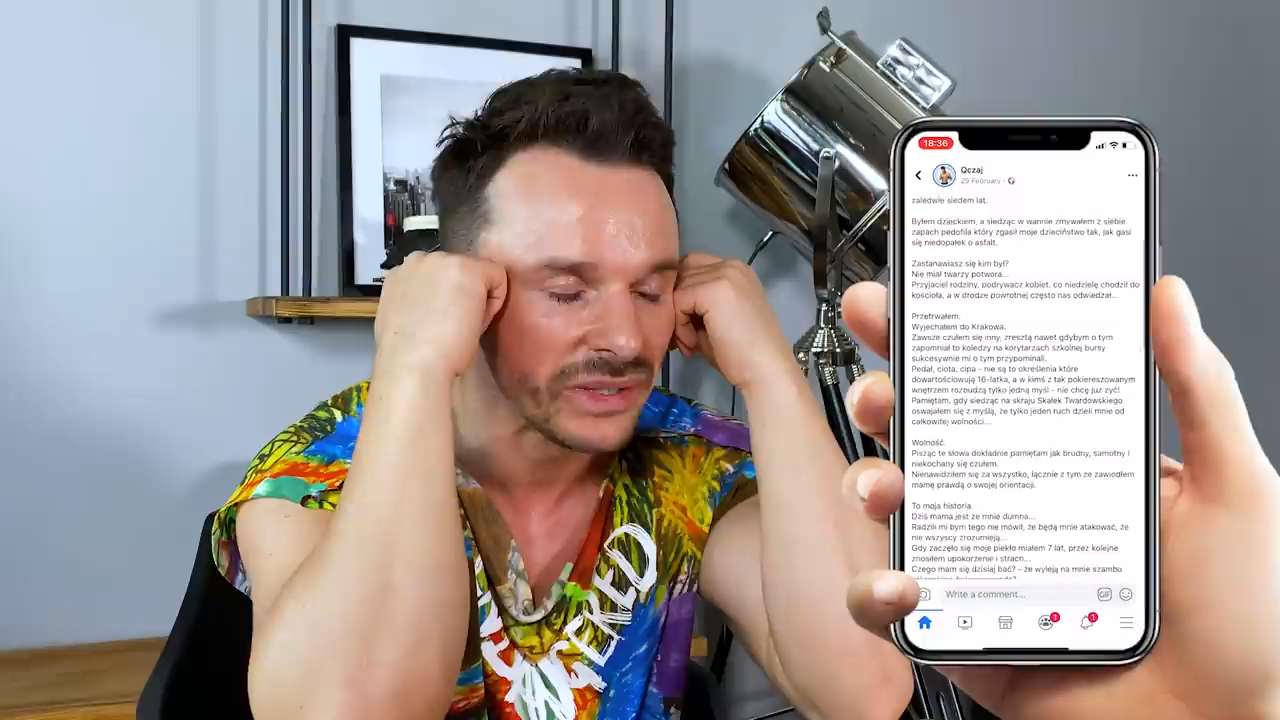 18:36
Qczaj
29 February
zaledwie siedem lat.
Byłem dzieckiem, a siedząc w wannie zmywałem z siebie
zapach pedofila który zgasił moje dzieciństwo tak, jak gasi
się niedopałek o asfalt.
Zastanawiasz się kim był?
Nie miał twarzy potwora...
Przyjaciel rodziny, podrywacz kobiet, co niedzielę chodził do
kościoła, a w drodze powrotnej często nas odwiedzał....
Przetrwałem.
Wyjechałem do Krakowa.
Zawsze czułem się inny, zresztą nawet gdybym o tym
zapomniał to koledzy na korytarzach szkolnej bursy
sukcesywnie mi o tym przypominali.
Pedał, ciota, cipa - nie są to określenia które
dowartościowują 16-latka, a w kimś z tak pokiereszowanym
wnętrzem rozbudzą tylko jedną myśl - nie chcę juz żyć!
Pamiętam, gdy siedząc na skraju Skałek Twardowskiego
oswajałem się z myślą, że tylko jeden ruch dzieli mnie od
całkowitej wolności...
Wolność.
Pisząc te słowa dokładnie pamiętam jak brudny, samotny i
niekochany się czułem.
Nienawidziłem się za wszystko, łącznie z tym ze zawiodłem
mamę prawdą o swojej orientacji.
To moja historia.
Dziś mama jest ze mnie dumna...
Radzili mi bym tego nie mówił, że będą mnie atakować, że
nie wszyscy zrozumieją...
Gdy zaczęło się moje piekło miałem 7 lat, przez kolejne
znosiłem upokorzenie i strach...
Czego mam się dzisiaj bać? - że wyleją na mnie szambo
Write a comment...
GIF
1
1